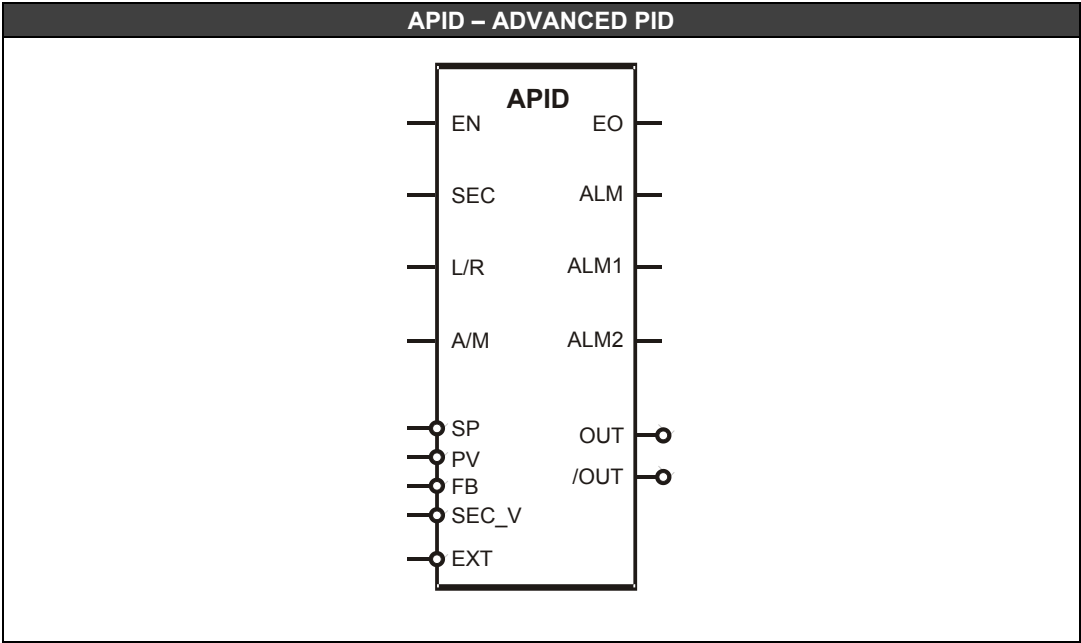 APID – ADVANCED PID
APID
EN EO
SEC ALM
L/R ALM1
A/M ALM2
SP OUT
PV
FB /OUT
SEC_V
EXT